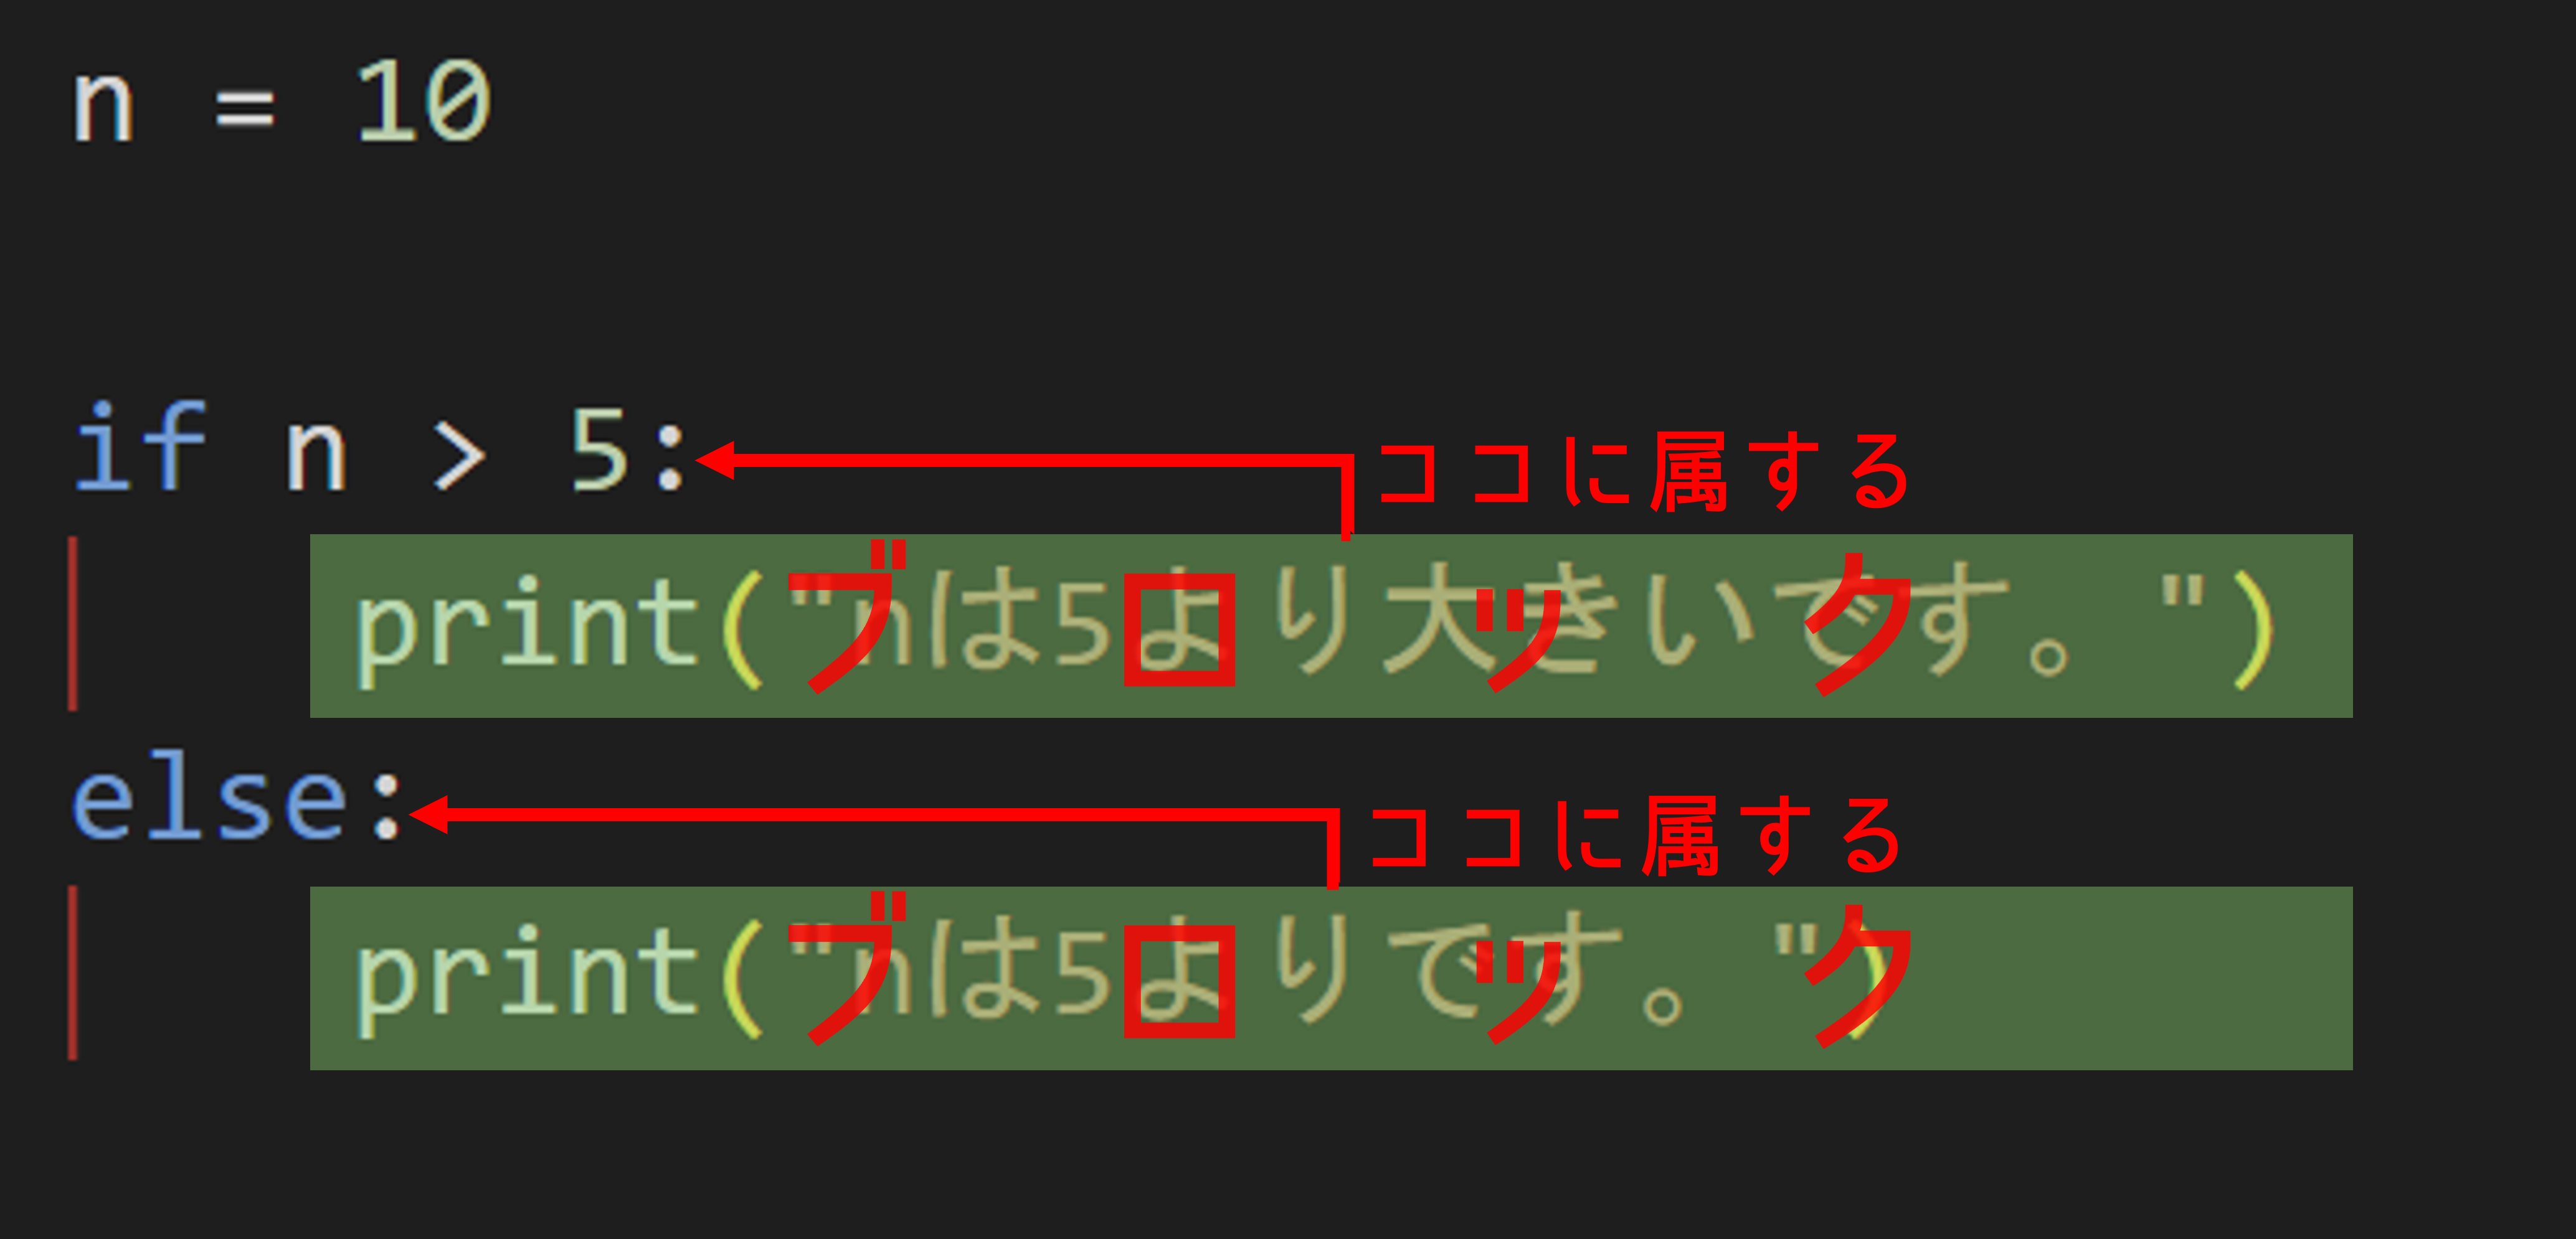 n = 10
if n > 5:
ココに属する
print("nは5より大きいです。")
ブロック
else:
ココに属する
print("nは5よりです。")
ブロック